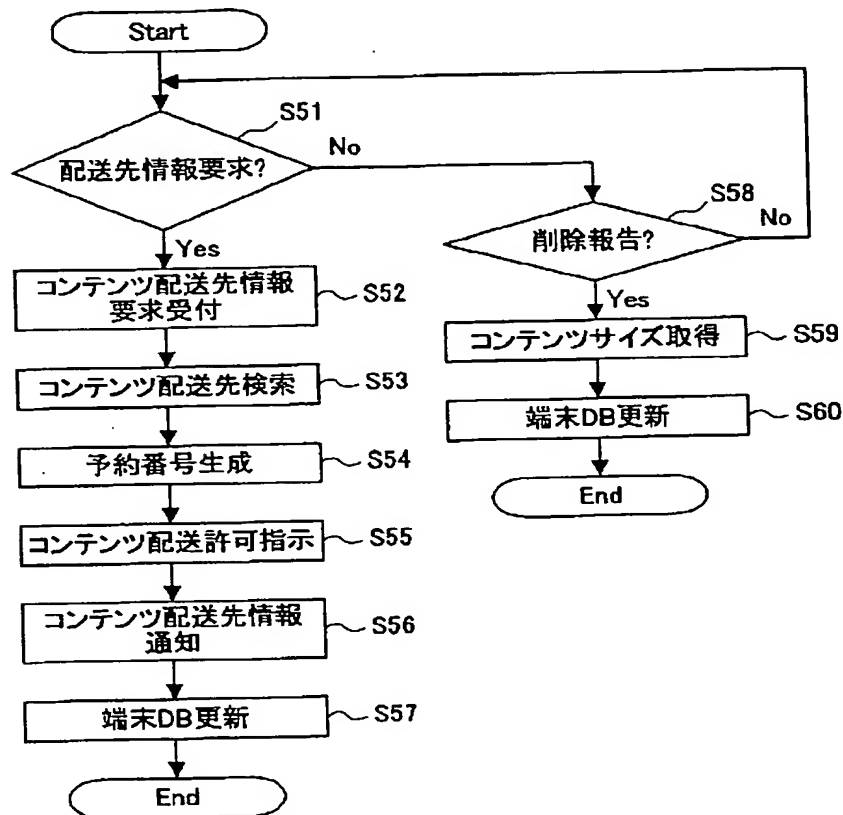 Start
S51
配送先情報要求?
No
Yes
コンテンツ配送先情報
要求受付
S52
コンテンツ配送先検索
S53
予約番号生成
S54
コンテンツ配送許可指示
S55
コンテンツ配送先情報
通知
S56
端末DB更新
S57
End
S58
削除報告?
No
Yes
コンテンツサイズ取得
S59
端末DB更新
S60
End